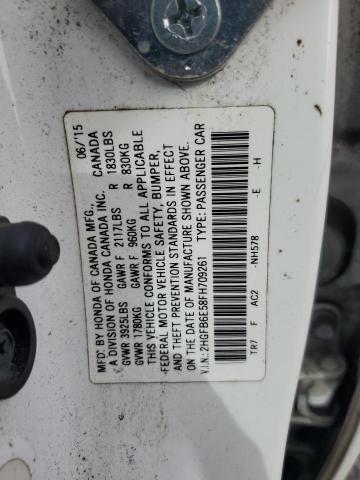 MFD. BY HONDA OF CANADA MFG., 06/15
A DIVISION OF HONDA CANADA INC. CANADA
GVWR 3925LBS GAWR F 2117LBS R 1830LBS
GVWR 1780KG GAWR F 960KG R 830KG
THIS VEHICLE CONFORMS TO ALL APPLICABLE
FEDERAL MOTOR VEHICLE SAFETY, BUMPER,
AND THEFT PREVENTION STANDARDS IN EFFECT
ON THE DATE OF MANUFACTURE SHOWN ABOVE.
V.I.N.: 2HGFB6E58FH709261 TYPE: PASSENGER CAR
TR7 F AC2 -NH578 -E -H